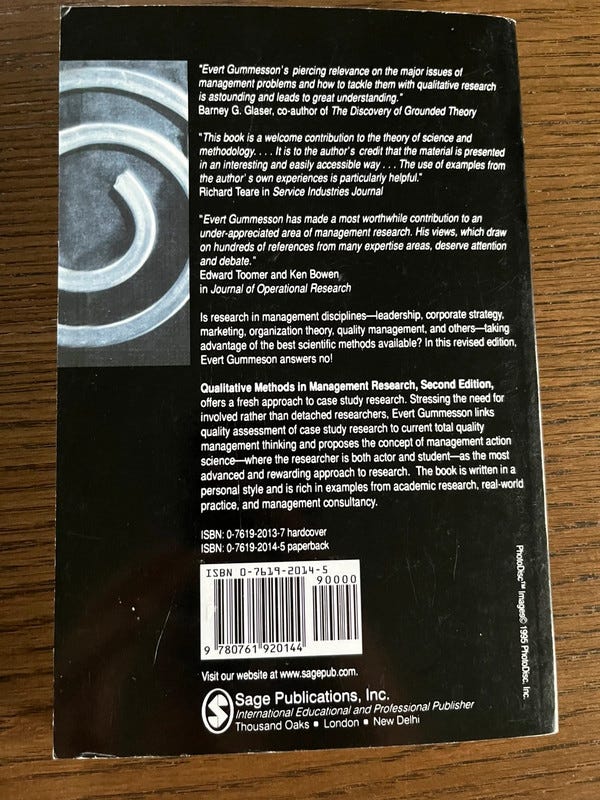 "Evert Gummesson's piercing relevance on the major issues of
management problems and how to tackle them with qualitative research
is astounding and leads to great understanding."
Barney G. Glaser, co-author of The Discovery of Grounded Theory
"This book is a welcome contribution to the theory of science and
methodology. . . . It is to the author's credit that the material is presented
in an interesting and easily accessible way . . . The use of examples from
the author's own experiences is particularly helpful."
Richard Teare in Service Industries Journal
"Evert Gummesson has made a most worthwhile contribution to an
under-appreciated area of management research. His views, which draw
on hundreds of references from many expertise areas, deserve attention
and debate."
Edward Toomer and Ken Bowen
in Journal of Operational Research
Is research in management disciplines—leadership, corporate strategy,
marketing, organization theory, quality management, and others—taking
advantage of the best scientific methods available? In this revised edition,
Evert Gummeson answers no!
Qualitative Methods in Management Research, Second Edition,
offers a fresh approach to case study research. Stressing the need for
involved rather than detached researchers, Evert Gummesson links
quality assessment of case study research to current total quality
management thinking and proposes the concept of management action
science—where the researcher is both actor and student—as the most
advanced and rewarding approach to research. The book is written in a
personal style and is rich in examples from academic research, real-world
practice, and management consultancy.
ISBN: 0-7619-2013-7 hardcover
ISBN: 0-7619-2014-5 paperback
ISBN 0-7619-2014-5
90000
9 780761 920144
Visit our website at www.sagepub.com.
S
Sage Publications, Inc.
International Educational and Professional Publisher
Thousand Oaks ▪ London ▪ New Delhi
PhotoDisc™ Images© 1995 PhotoDisc, Inc.